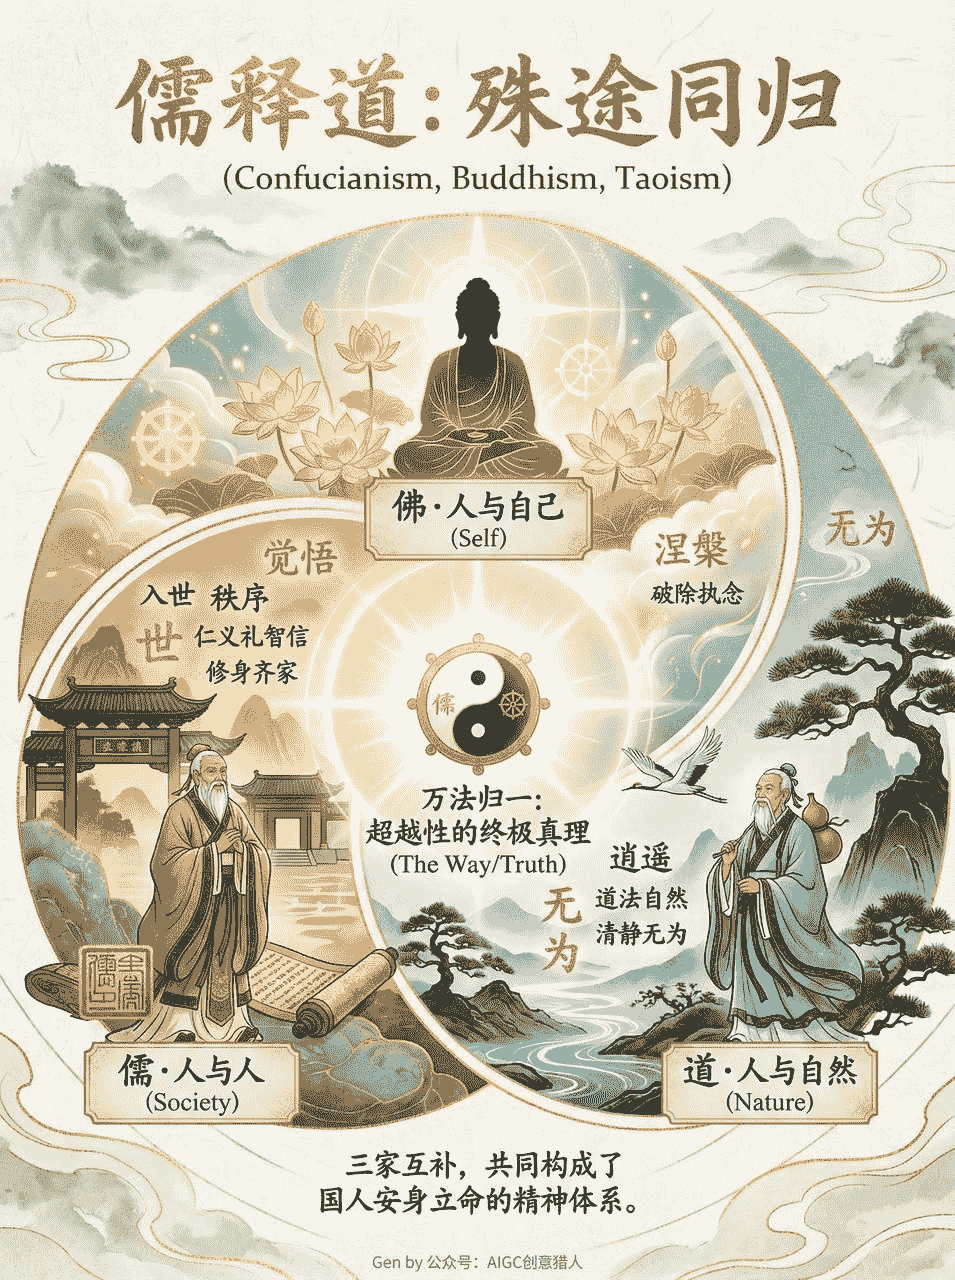 儒释道：殊途同归
(Confucianism, Buddhism, Taoism)
佛·人与自己
(Self)
觉悟
入世 秩序
世
仁义礼智信
修身齐家
涅槃
破除执念
无为
儒
万法归一：
超越性的终极真理
(The Way/Truth)
逍遥
道法自然
清静无为
无为
儒·人与人
(Society)
道·人与自然
(Nature)
三家互补，共同构成了
国人安身立命的精神体系。
Gen by 公众号：AIGC创意猎人